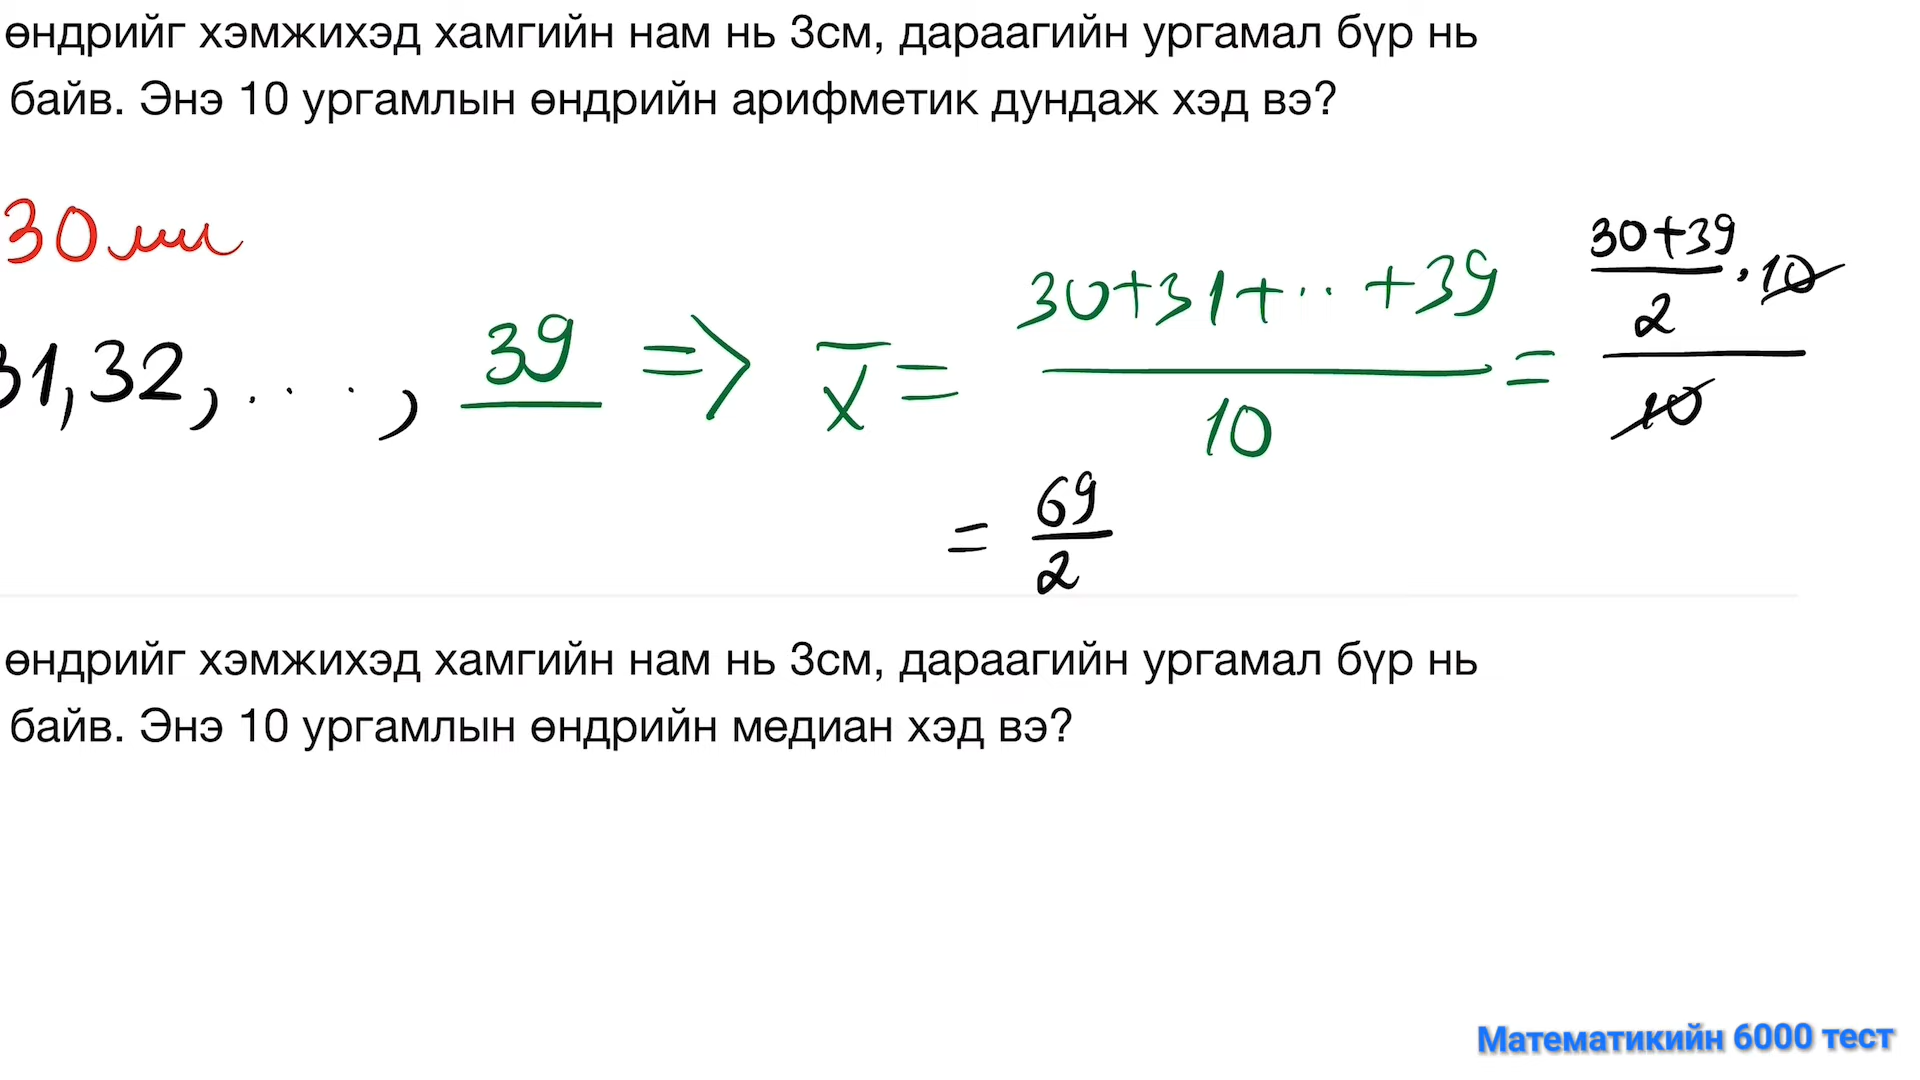 өндрийг хэмжихэд хамгийн нам нь 3см, дараагийн ургамал бүр нь
байв. Энэ 10 ургамлын өндрийн арифметик дундаж хэд вэ?
30мм
31,32, . . . , 39 => x̄ = (30+31+...+39)/10 = ((30+39)/2 · 10)/10
= 69/2
өндрийг хэмжихэд хамгийн нам нь 3см, дараагийн ургамал бүр нь
байв. Энэ 10 ургамлын өндрийн медиан хэд вэ?
Математикийн 6000 тест